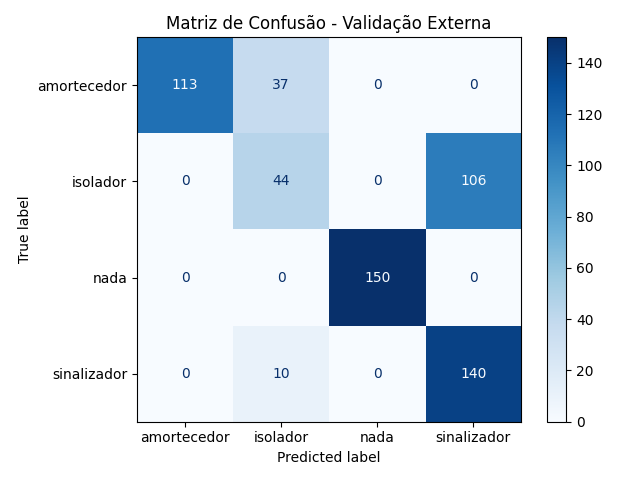 Matriz de Confusão - Validação Externa
True label
amortecedor 113 37 0 0
isolador 0 44 0 106
nada 0 0 150 0
sinalizador 0 10 0 140
amortecedor isolador nada sinalizador
Predicted label
140
120
100
80
60
40
20
0